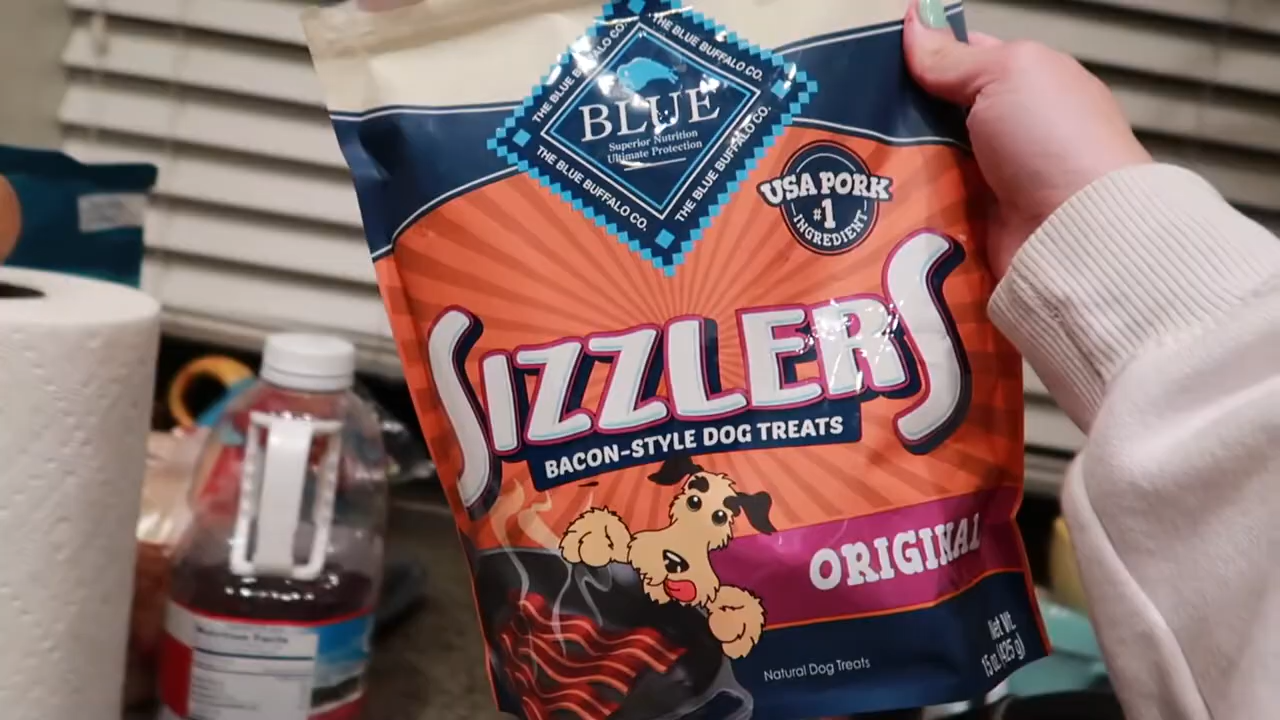 THE BLUE BUFFALO CO.
THE BLUE BUFFALO CO.
BLUE
Superior Nutrition
Ultimate Protection
THE BLUE BUFFALO CO.
THE BLUE BUFFALO CO.
USA PORK
#1
INGREDIENT
SIZZLERS
BACON-STYLE DOG TREATS
ORIGINAL
Natural Dog Treats
Net Wt.
15 oz (425 g)
Nutrition Facts